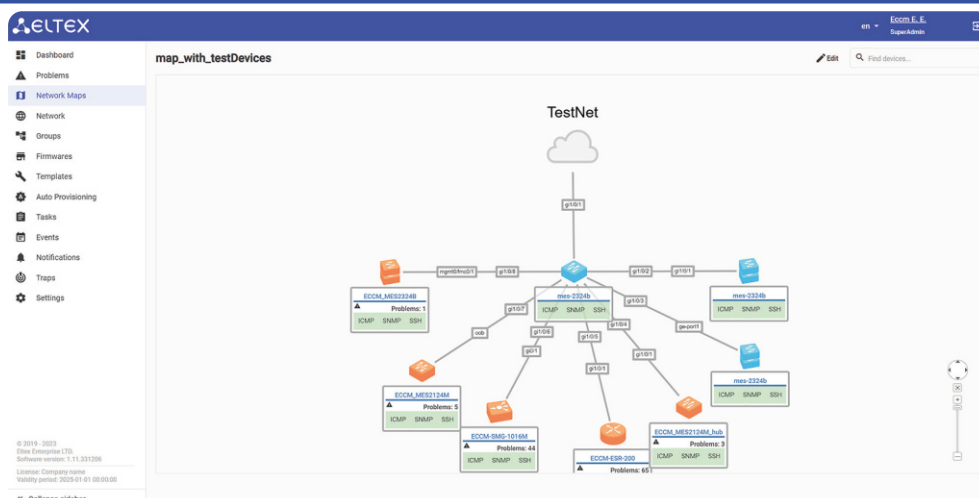 ELTEX
en
Eccm E. E.
SuperAdmin
Dashboard
Problems
Network Maps
Network
Groups
Firmwares
Templates
Auto Provisioning
Tasks
Events
Notifications
Traps
Settings
© 2019 - 2023
Eltex Enterprise LTD.
Software version: 1.11.331206
License: Company name
Validity period: 2025-01-01 00:00:00
map_with_testDevices
Edit
Find devices...
TestNet
gi1/0/1
mgmt0/fmc0/1
gi1/0/8
gi1/0/2
gi1/0/1
ECCM_MES2324B
Problems: 1
ICMP SNMP SSH
mes-2324b
ICMP SNMP SSH
mes-2324b
ICMP SNMP SSH
gi1/0/7
gi1/0/6
gi1/0/5
gi1/0/4
gi1/0/3
oob
gi0/1
gi1/0/1
gi1/0/1
ge-port1
ECCM_MES2124M
Problems: 5
ICMP SNMP SSH
mes-2324b
ICMP SNMP SSH
ECCM-SMG-1016M
Problems: 44
ICMP SNMP SSH
ECCM-ESR-200
Problems: 65
ECCM_MES2124M_hub
Problems: 3
ICMP SNMP SSH